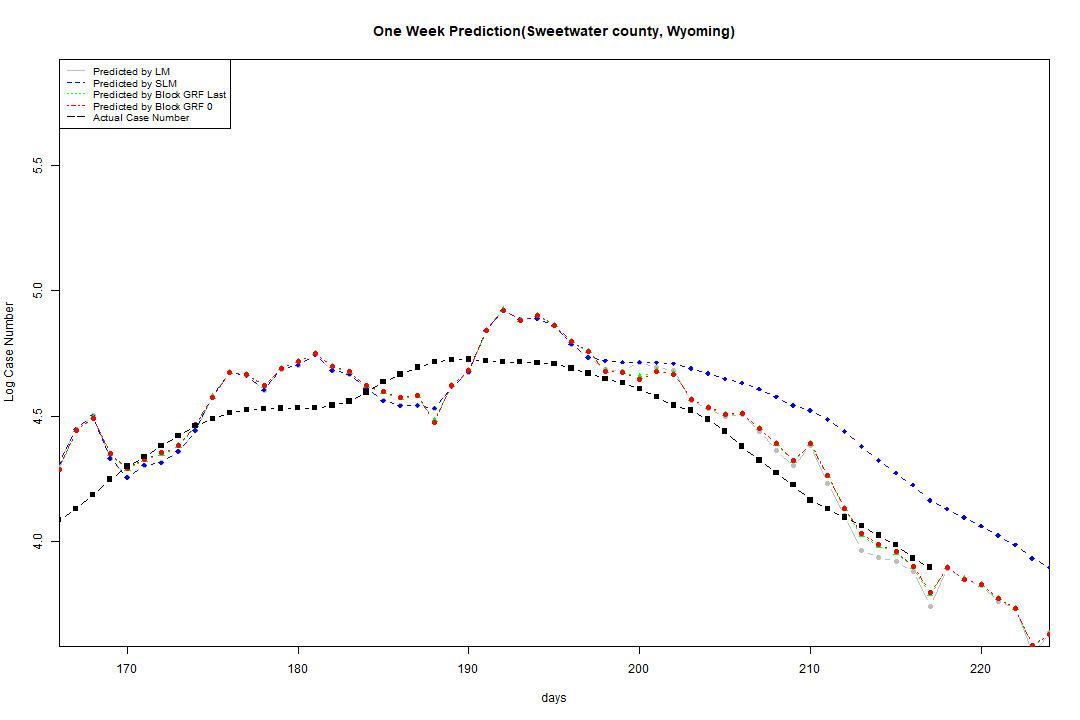 One Week Prediction(Sweetwater county, Wyoming)
Predicted by LM
Predicted by SLM
Predicted by Block GRF Last
Predicted by Block GRF 0
Actual Case Number
5.5
5.0
4.5
4.0
Log Case Number
170 180 190 200 210 220
days